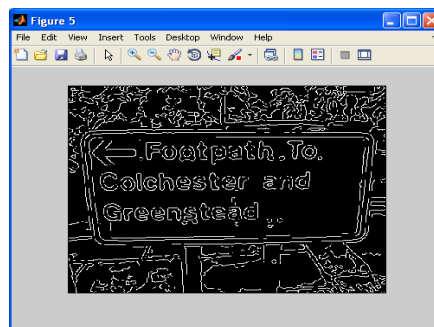 Figure 5
File Edit View Insert Tools Desktop Window Help
Footpath To
Colchester and
Greenstead